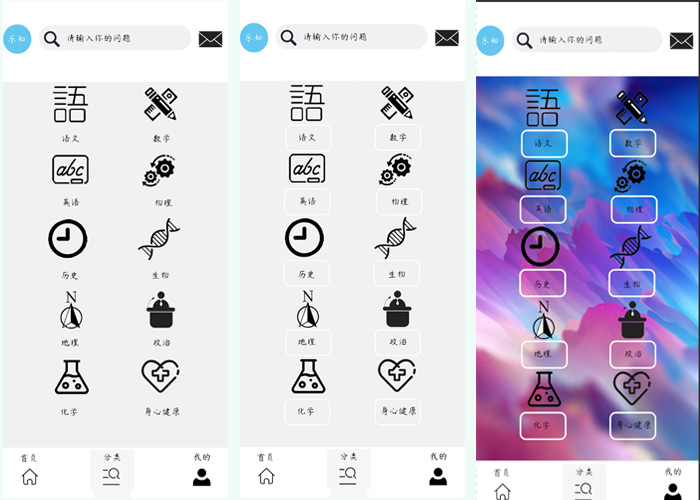 乐知 请输入你的问题
語
语文 数学
abc
英语 物理
历史 生物
N
地理 政治
化学 身心健康
首页 分类 我的
乐知 请输入你的问题
語
语文 数学
abc
英语 物理
历史 生物
N
地理 政治
化学 身心健康
首页 分类 我的
乐知 请输入你的问题
語
语文 数学
abc
英语 物理
历史 生物
N
地理 政治
化学 身心健康
首页 分类 我的